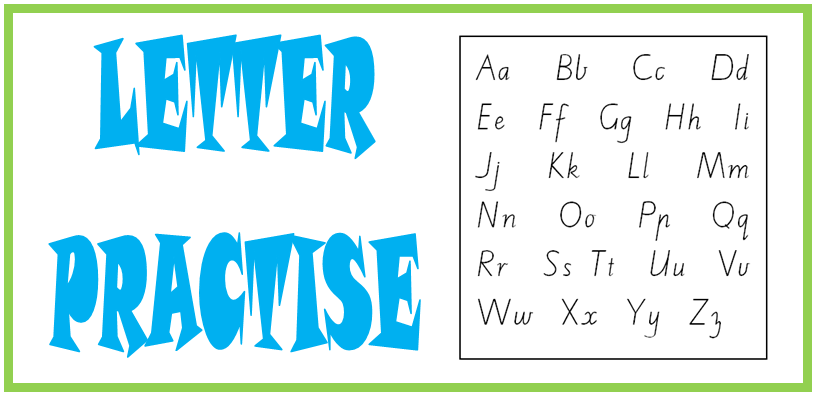 LETTER
PRACTISE
Aa Bb Cc Dd
Ee Ff Gg Hh Ii
Jj Kk Ll Mm
Nn Oo Pp Qq
Rr Ss Tt Uu Vv
Ww Xx Yy Zz